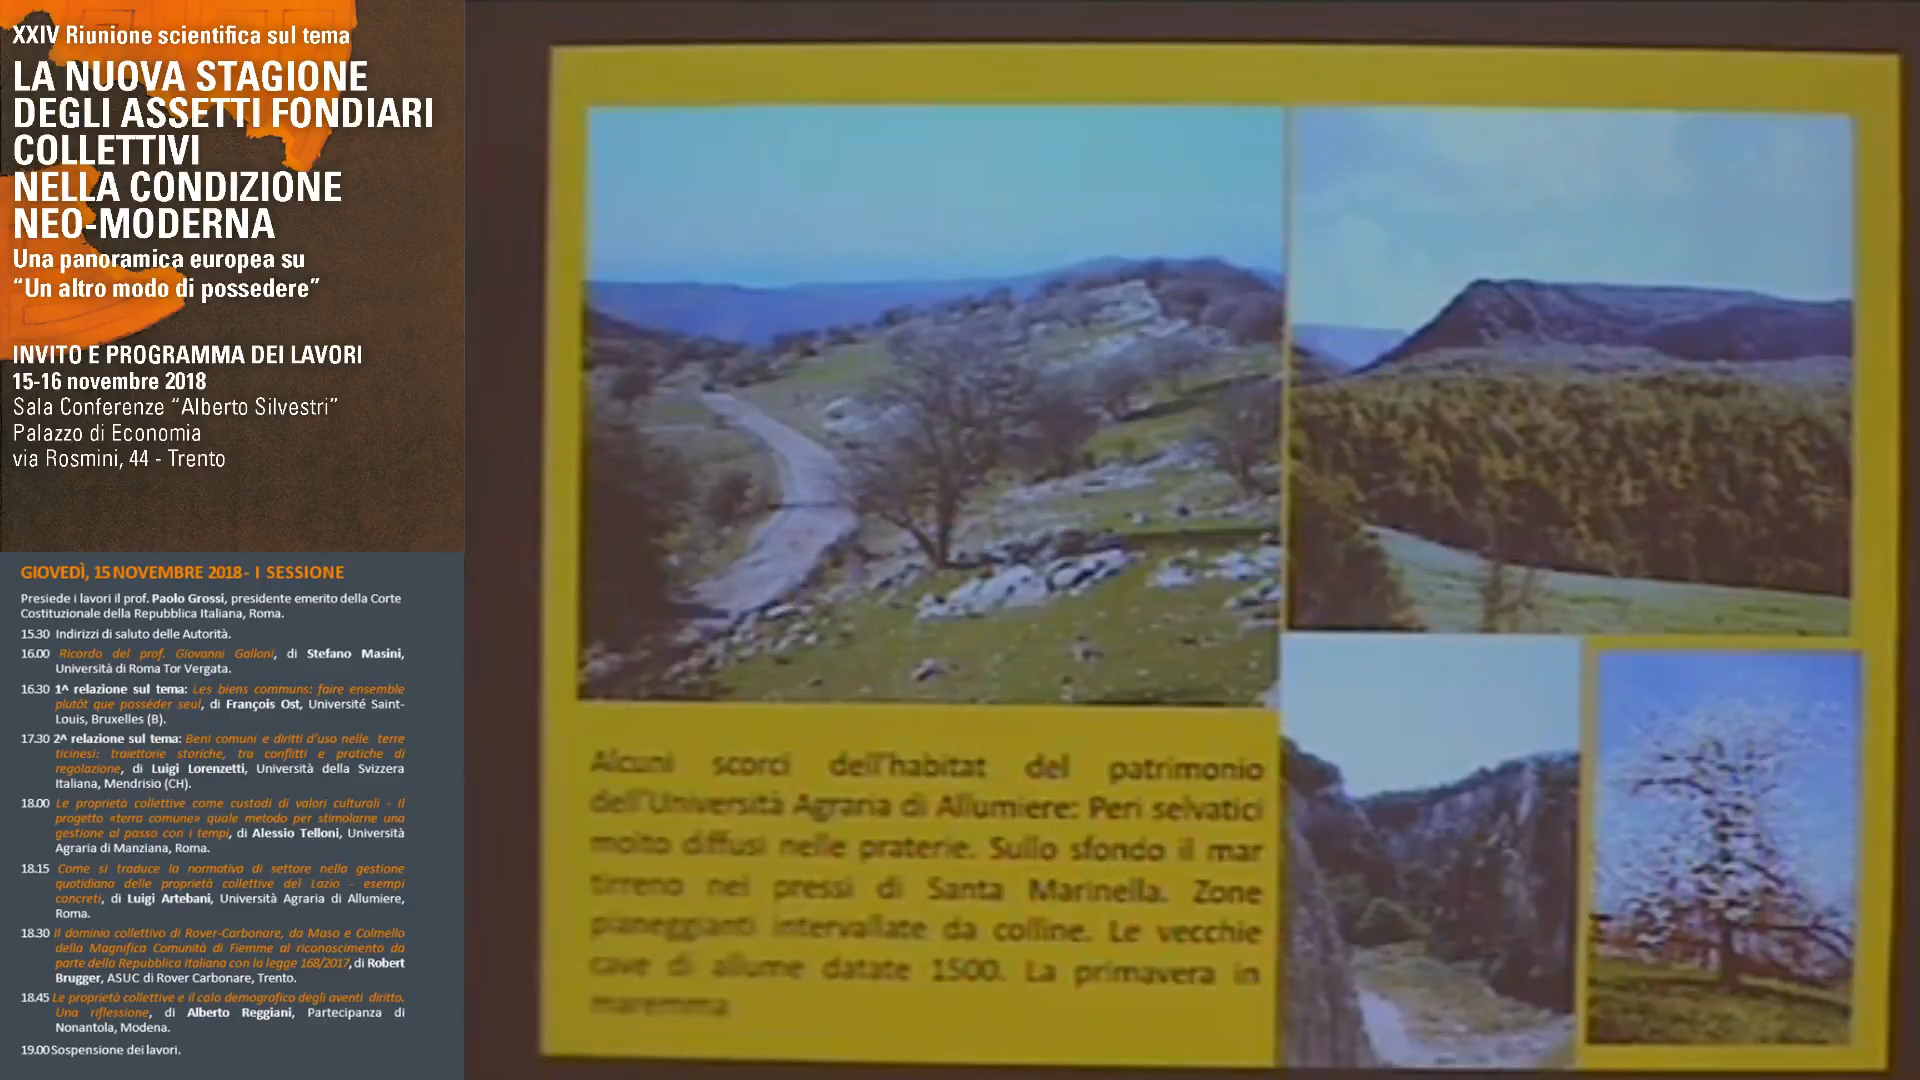 XXIV Riunione scientifica sul tema
LA NUOVA STAGIONE
DEGLI ASSETTI FONDIARI
COLLETTIVI
NELLA CONDIZIONE
NEO-MODERNA
Una panoramica europea su
“Un altro modo di possedere”
INVITO E PROGRAMMA DEI LAVORI
15-16 novembre 2018
Sala Conferenze “Alberto Silvestri”
Palazzo di Economia
via Rosmini, 44 - Trento
GIOVEDÌ, 15 NOVEMBRE 2018 - I SESSIONE
Presiede i lavori il prof. Paolo Grossi, presidente emerito della Corte
Costituzionale della Repubblica Italiana, Roma.
15.30 Indirizzi di saluto delle Autorità.
16.00 Ricordo del prof. Giovanni Galloni, di Stefano Masini,
Università di Roma Tor Vergata.
16.30 1^ relazione sul tema: Les biens communs: faire ensemble
plutôt que posséder seul, di François Ost, Université Saint-
Louis, Bruxelles (B).
17.30 2^ relazione sul tema: Beni comuni e diritti d'uso nelle terre
ticinesi: traiettorie storiche, tra conflitti e pratiche di
regolazione, di Luigi Lorenzetti, Università della Svizzera
Italiana, Mendrisio (CH).
18.00 Le proprietà collettive come custodi di valori culturali - Il
progetto «terra comune» quale metodo per stimolarne una
gestione al passo con i tempi, di Alessio Telloni, Università
Agraria di Manziana, Roma.
18.15 Come si traduce la normativa di settore nella gestione
quotidiano delle proprietà collettive del Lazio - esempi
concreti, di Luigi Artebani, Università Agraria di Allumiere,
Roma.
18.30 Il dominio collettivo di Rover-Carbonare, da Maso e Colmello
della Magnifica Comunità di Fiemme al riconoscimento da
parte della Repubblica Italiana con la legge 168/2017, di Robert
Brugger, ASUC di Rover Carbonare, Trento.
18.45 Le proprietà collettive e il calo demografico degli aventi diritto.
Una riflessione, di Alberto Reggiani, Partecipanza di
Nonantola, Modena.
19.00 Sospensione dei lavori.
Alcuni scorci dell'habitat del patrimonio
dell'Università Agraria di Allumiere: Peri selvatici
molto diffusi nelle praterie. Sullo sfondo il mar
tirreno nei pressi di Santa Marinella. Zone
pianeggianti intervallate da colline. Le vecchie
cave di allume datate 1500. La primavera in
maremma